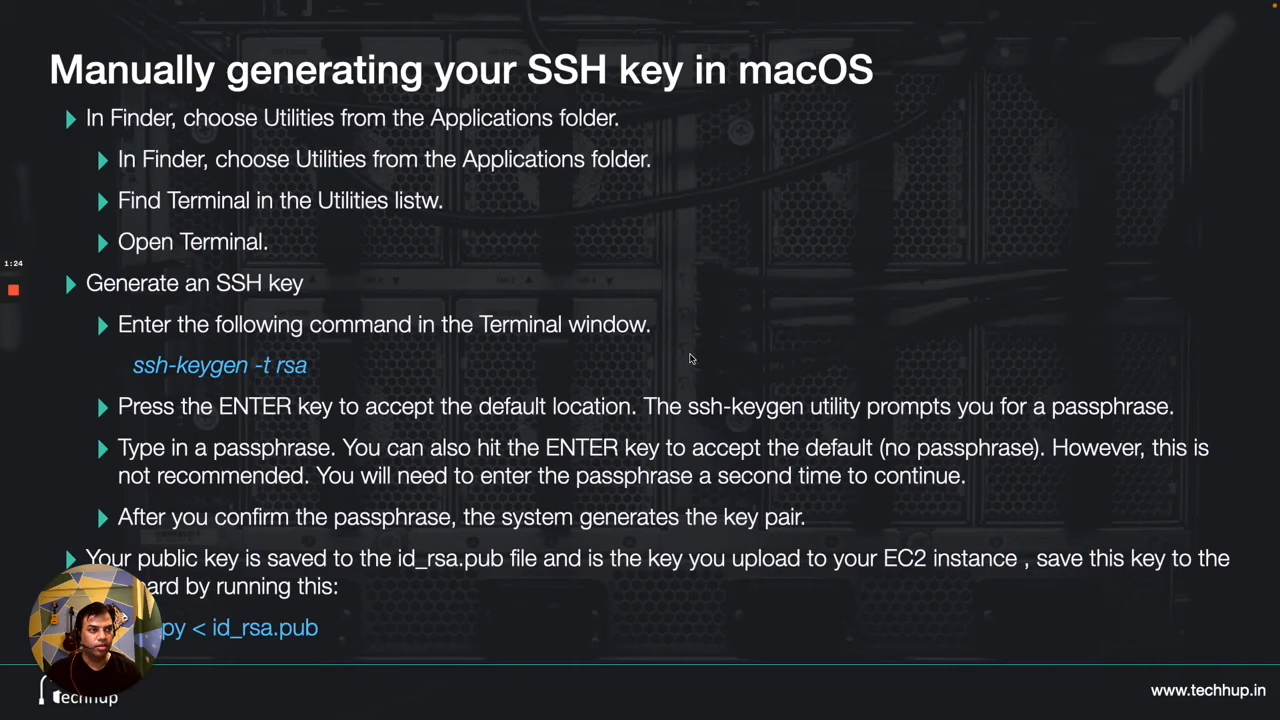 Manually generating your SSH key in macOS
In Finder, choose Utilities from the Applications folder.
In Finder, choose Utilities from the Applications folder.
Find Terminal in the Utilities listw.
Open Terminal.
1:24
Generate an SSH key
Enter the following command in the Terminal window.
ssh-keygen -t rsa
Press the ENTER key to accept the default location. The ssh-keygen utility prompts you for a passphrase.
Type in a passphrase. You can also hit the ENTER key to accept the default (no passphrase). However, this is
not recommended. You will need to enter the passphrase a second time to continue.
After you confirm the passphrase, the system generates the key pair.
Your public key is saved to the id_rsa.pub file and is the key you upload to your EC2 instance , save this key to the
ard by running this:
py < id_rsa.pub
Techhup
www.techhup.in